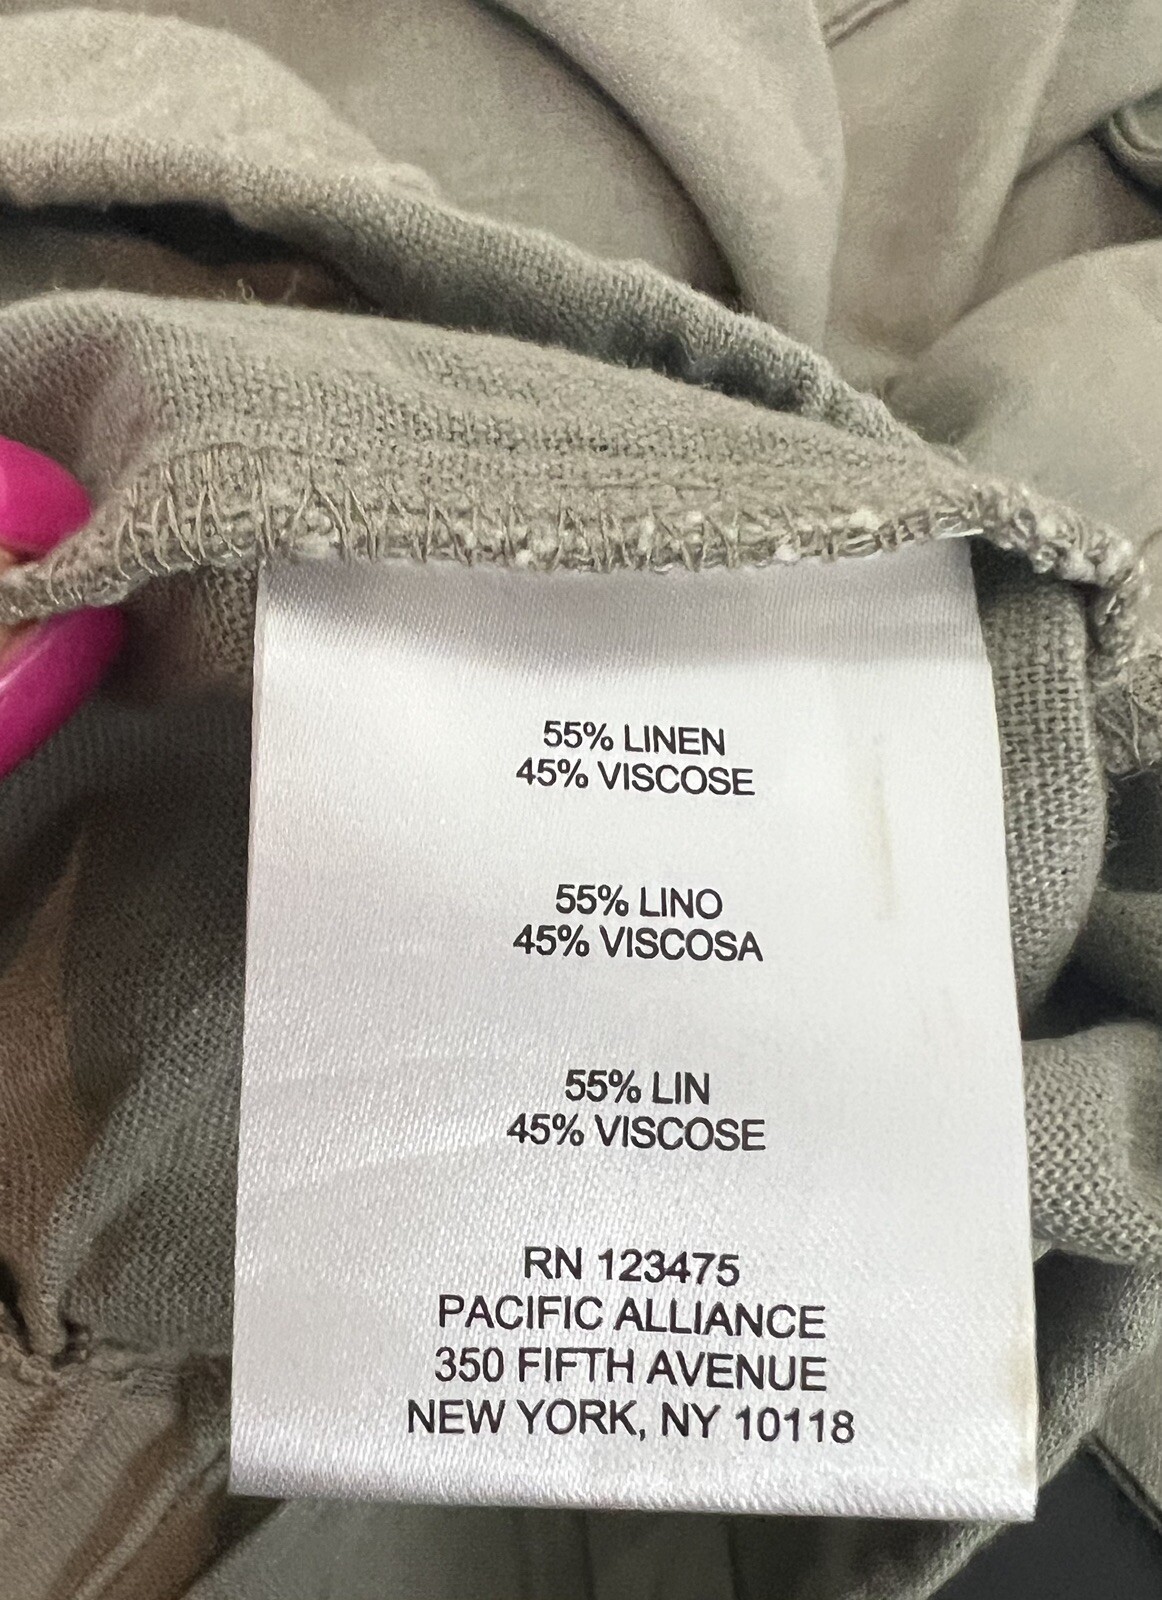 55% LINEN
45% VISCOSE
55% LINO
45% VISCOSA
55% LIN
45% VISCOSE
RN 123475
PACIFIC ALLIANCE
350 FIFTH AVENUE
NEW YORK, NY 10118